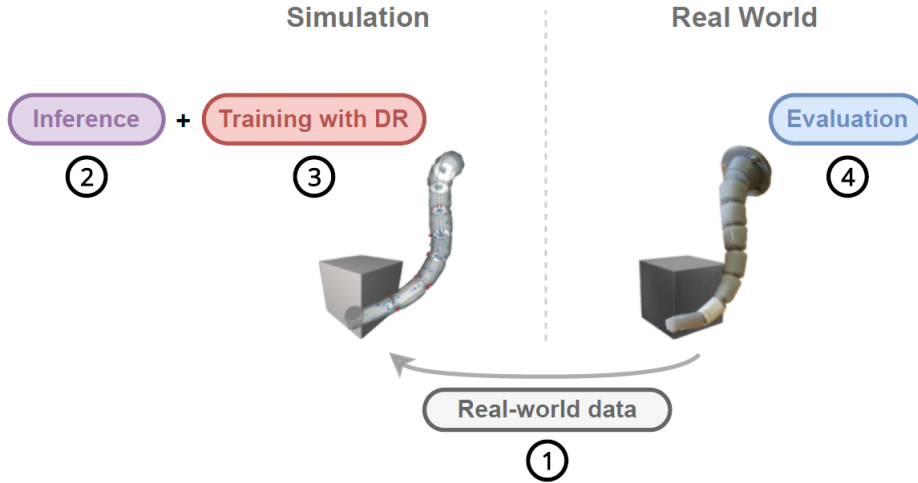 Simulation
Real World
Inference + Training with DR
Evaluation
2
3
4
Real-world data
1